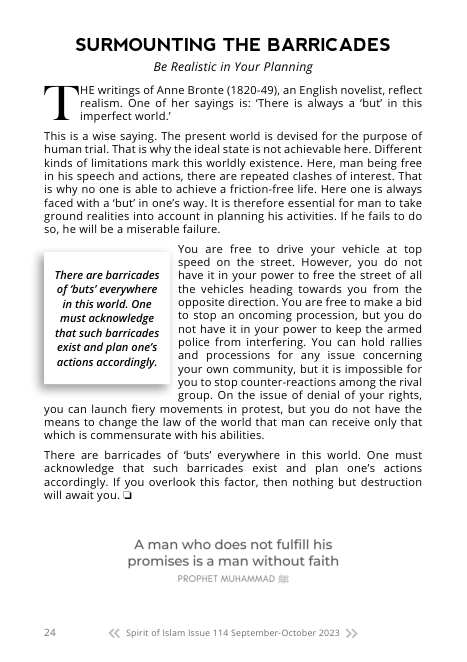 SURMOUNTING THE BARRICADES
Be Realistic in Your Planning
THE writings of Anne Bronte (1820-49), an English novelist, reflect
realism. One of her sayings is: ‘There is always a ‘but’ in this
imperfect world.’
This is a wise saying. The present world is devised for the purpose of
human trial. That is why the ideal state is not achievable here. Different
kinds of limitations mark this worldly existence. Here, man being free
in his speech and actions, there are repeated clashes of interest. That
is why no one is able to achieve a friction-free life. Here one is always
faced with a ‘but’ in one’s way. It is therefore essential for man to take
ground realities into account in planning his activities. If he fails to do
so, he will be a miserable failure.
There are barricades
of ‘buts’ everywhere
in this world. One
must acknowledge
that such barricades
exist and plan one’s
actions accordingly.
You are free to drive your vehicle at top
speed on the street. However, you do not
have it in your power to free the street of all
the vehicles heading towards you from the
opposite direction. You are free to make a bid
to stop an oncoming procession, but you do
not have it in your power to keep the armed
police from interfering. You can hold rallies
and processions for any issue concerning
your own community, but it is impossible for
you to stop counter-reactions among the rival
group. On the issue of denial of your rights,
you can launch fiery movements in protest, but you do not have the
means to change the law of the world that man can receive only that
which is commensurate with his abilities.
There are barricades of ‘buts’ everywhere in this world. One must
acknowledge that such barricades exist and plan one’s actions
accordingly. If you overlook this factor, then nothing but destruction
will await you. ❑
A man who does not fulfill his
promises is a man without faith
PROPHET MUHAMMAD ﷺ
24
Spirit of Islam Issue 114 September-October 2023